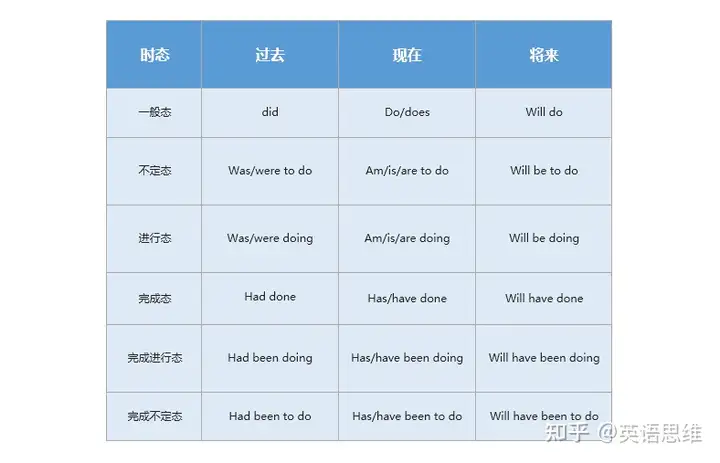 时态 过去 现在 将来
一般态 did Do/does Will do
不定态 Was/were to do Am/is/are to do Will be to do
进行态 Was/were doing Am/is/are doing Will be doing
完成态 Had done Has/have done Will have done
完成进行态 Had been doing Has/have been doing Will have been doing
完成不定态 Had been to do Has/have been to do Will have been to do
知乎 @英语思维